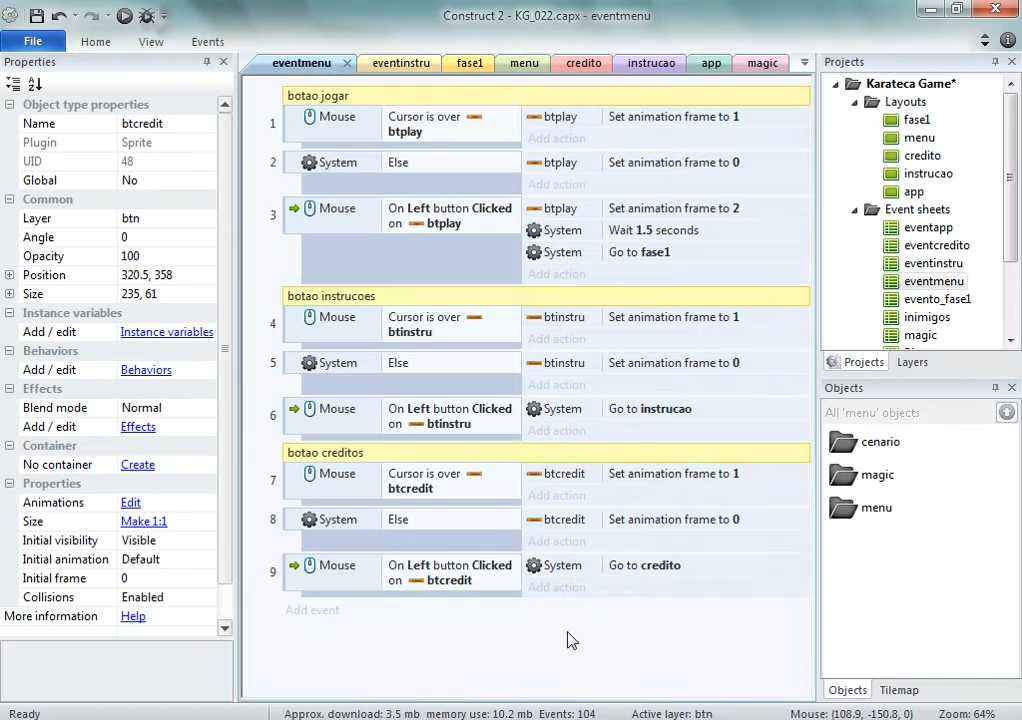 Construct 2 - KG_022.capx - eventmenu
File Home View Events
Properties
Object type properties
Name btcredit
Plugin Sprite
UID 48
Global No
Common
Layer btn
Angle 0
Opacity 100
Position 320.5, 358
Size 235, 61
Instance variables
Add / edit Instance variables
Behaviors
Add / edit Behaviors
Effects
Blend mode Normal
Add / edit Effects
Container
No container Create
Properties
Animations Edit
Size Make 1:1
Initial visibility Visible
Initial animation Default
Initial frame 0
Collisions Enabled
More information Help
eventmenu eventinstru fase1 menu credito instrucao app magic
botao jogar
1 Mouse Cursor is over btplay btplay Set animation frame to 1
Add action
2 System Else btplay Set animation frame to 0
Add action
3 Mouse On Left button Clicked on btplay btplay Set animation frame to 2
System Wait 1.5 seconds
System Go to fase1
Add action
botao instrucoes
4 Mouse Cursor is over btinstru btinstru Set animation frame to 1
Add action
5 System Else btinstru Set animation frame to 0
Add action
6 Mouse On Left button Clicked on btinstru System Go to instrucao
Add action
botao creditos
7 Mouse Cursor is over btcredit btcredit Set animation frame to 1
Add action
8 System Else btcredit Set animation frame to 0
Add action
9 Mouse On Left button Clicked on btcredit System Go to credito
Add action
Add event
Projects
Karateca Game*
Layouts
fase1
menu
credito
instrucao
app
Event sheets
eventapp
eventcredito
eventinstru
eventmenu
evento_fase1
inimigos
magic
Projects Layers
Objects
All 'menu' objects
cenario
magic
menu
Objects Tilemap
Ready Approx. download: 3.5 mb memory use: 10.2 mb Events: 104 Active layer: btn Mouse: (108.9, -150.8, 0) Zoom: 64%